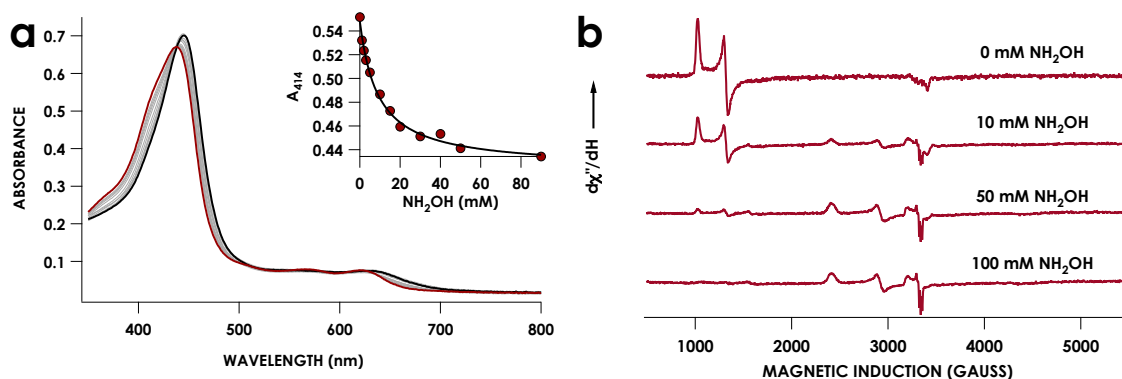 a
0.7
0.6
0.5
0.4
0.3
0.2
0.1
ABSORBANCE
400
500
600
700
800
WAVELENGTH (nm)
0.54
0.52
0.50
0.48
0.46
0.44
A₄₁₄
0
20
40
60
80
NH₂OH (mM)
b
dχ"/dH
0 mM NH₂OH
10 mM NH₂OH
50 mM NH₂OH
100 mM NH₂OH
1000
2000
3000
4000
5000
MAGNETIC INDUCTION (GAUSS)